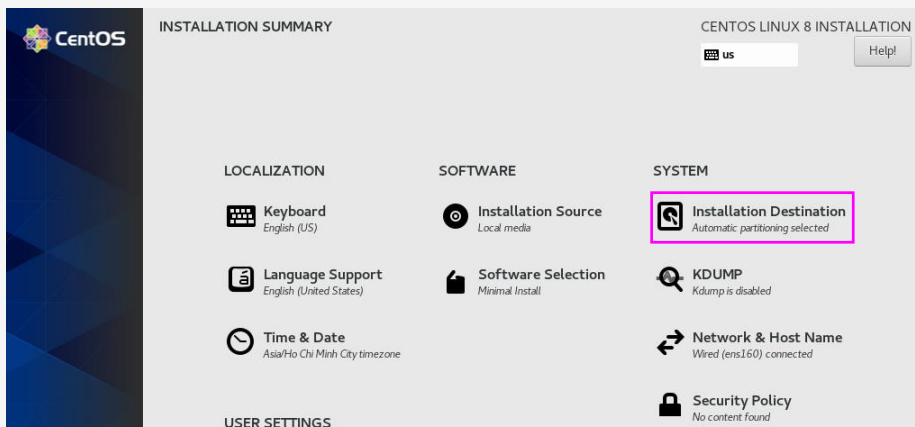 CentOS
INSTALLATION SUMMARY
CENTOS LINUX 8 INSTALLATION
us
Help!
LOCALIZATION
Keyboard
English (US)
á
Language Support
English (United States)
Time & Date
Asia/Ho Chi Minh City timezone
USER SETTINGS
SOFTWARE
Installation Source
Local media
Software Selection
Minimal Install
SYSTEM
Installation Destination
Automatic partitioning selected
KDUMP
Kdump is disabled
Network & Host Name
Wired (ens160) connected
Security Policy
No content found